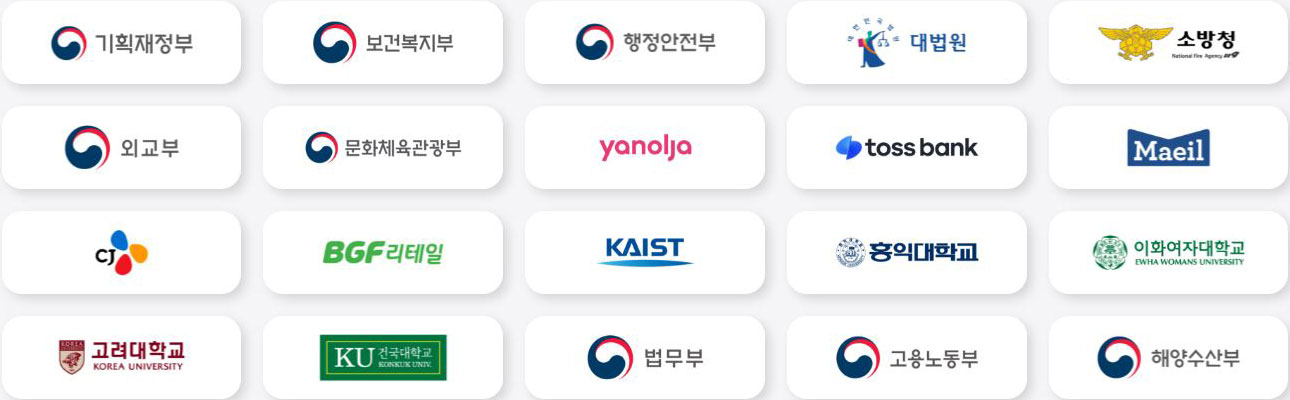 기획재정부
보건복지부
행정안전부
대한민국법원
대법원
소방청
National Fire Agency 119
외교부
문화체육관광부
yanolja
toss bank
Maeil
CJ
BGF리테일
KAIST
홍익대학교
이화여자대학교
EWHA WOMANS UNIVERSITY
고려대학교
KOREA UNIVERSITY
KU 건국대학교
KONKUK UNIV.
법무부
고용노동부
해양수산부